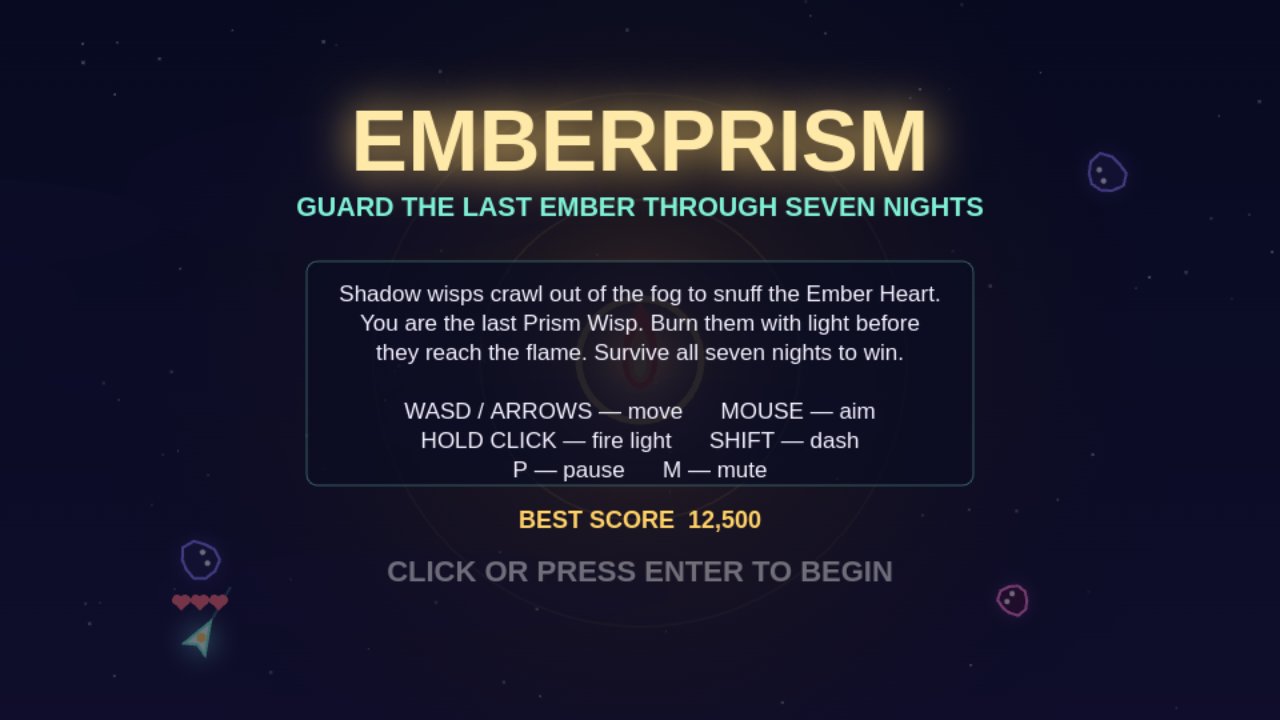 EMBERPRISM
GUARD THE LAST EMBER THROUGH SEVEN NIGHTS
Shadow wisps crawl out of the fog to snuff the Ember Heart.
You are the last Prism Wisp. Burn them with light before
they reach the flame. Survive all seven nights to win.
WASD / ARROWS — move MOUSE — aim
HOLD CLICK — fire light SHIFT — dash
P — pause M — mute
BEST SCORE 12,500
CLICK OR PRESS ENTER TO BEGIN